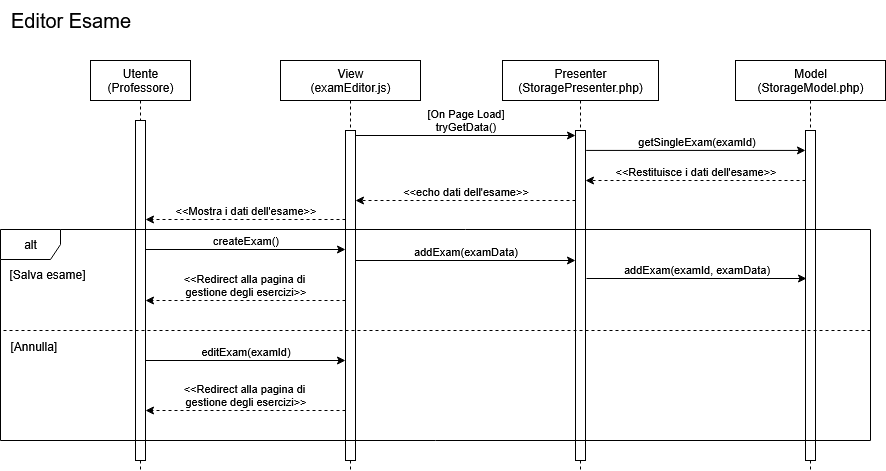 Editor Esame
Utente
(Professore)
View
(examEditor.js)
Presenter
(StoragePresenter.php)
Model
(StorageModel.php)
[On Page Load]
tryGetData()
getSingleExam(examId)
<<Restituisce i dati dell'esame>>
<<echo dati dell'esame>>
<<Mostra i dati dell'esame>>
alt
createExam()
addExam(examData)
[Salva esame]
addExam(examId, examData)
<<Redirect alla pagina di
gestione degli esercizi>>
[Annulla]
editExam(examId)
<<Redirect alla pagina di
gestione degli esercizi>>